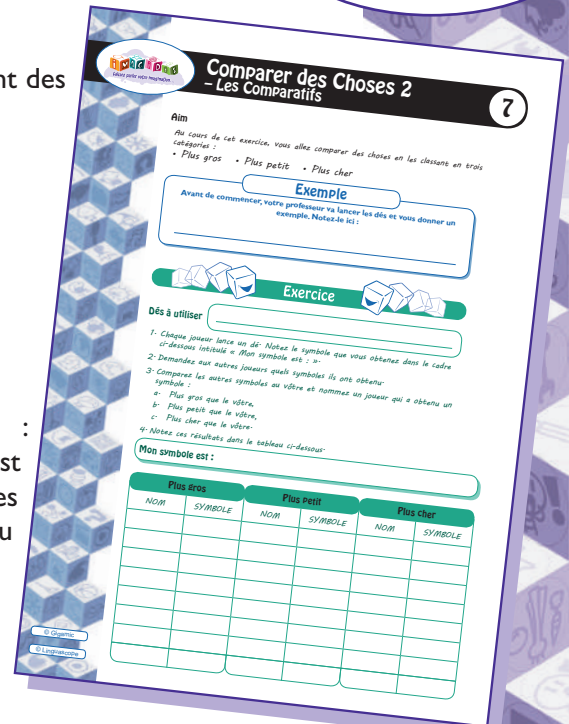 nt des
:
st
es
u
iMAGiDéS
Laissez parler votre imagination...
Comparer des Choses 2
– Les Comparatifs
7
Aim
Au cours de cet exercice, vous allez comparer des choses en les classant en trois
catégories :
• Plus gros • Plus petit • Plus cher
Exemple
Avant de commencer, votre professeur va lancer les dés et vous donner un
exemple. Notez-le ici :
Exercice
Dés à utiliser
1· Chaque joueur lance un dé· Notez le symbole que vous obtenez dans le cadre
ci-dessous intitulé « Mon symbole est : »·
2· Demandez aux autres joueurs quels symboles ils ont obtenu·
3· Comparez les autres symboles au vôtre et nommez un joueur qui a obtenu un
symbole :
a· Plus gros que le vôtre,
b· Plus petit que le vôtre,
c· Plus cher que le vôtre·
4· Notez ces résultats dans le tableau ci-dessous·
Mon symbole est :
Plus gros Plus petit Plus cher
NOM SYMBOLE NOM SYMBOLE NOM SYMBOLE
© Gigamic
© Linguascope